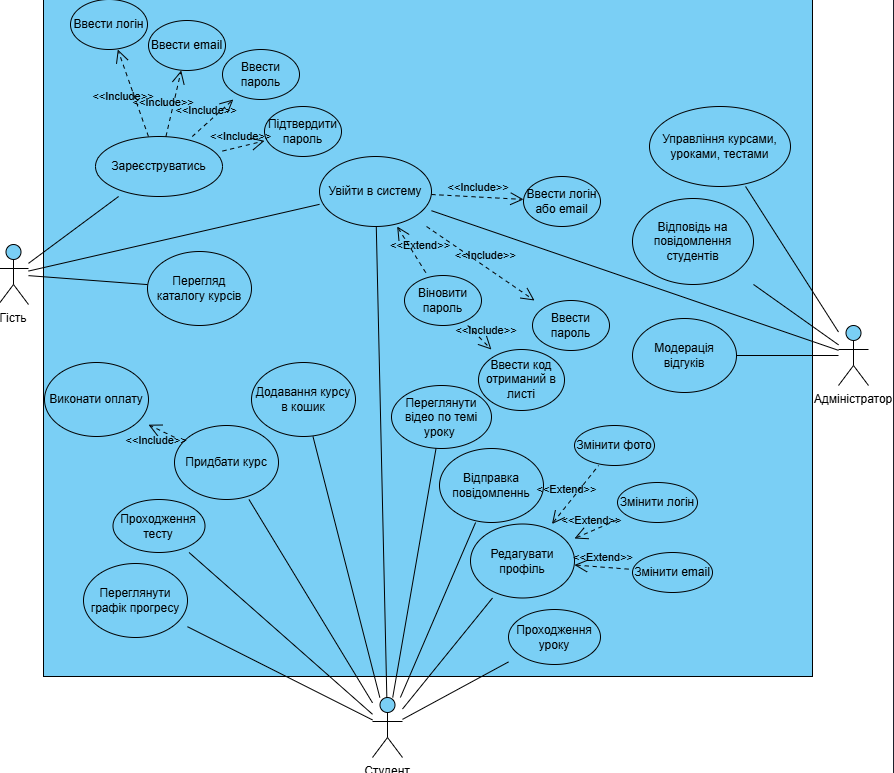 Ввести логін
Ввести email
Ввести
пароль
<<Include>>
<<Include>>
<<Include>>
Підтвердити
пароль
<<Include>>
Зареєструватись
Управління курсами,
уроками, тестами
Увійти в систему
<<Include>>
Ввести логін
або email
Відповідь на
повідомлення
студентів
<<Extend>>
<<Include>>
Перегляд
каталогу курсів
Гість
Віновити
пароль
Ввести
пароль
<<Include>>
Модерація
відгуків
Адміністратор
Ввести код
отриманий в
листі
Виконати оплату
Додавання курсу
в кошик
Переглянути
відео по темі
уроку
<<Include>>
Придбати курс
Змінити фото
Відправка
повідомленнь
<<Extend>>
Змінити логін
<<Extend>>
Проходження
тесту
Редагувати
профіль
<<Extend>>
Змінити email
Переглянути
графік прогресу
Проходження
уроку
Студент